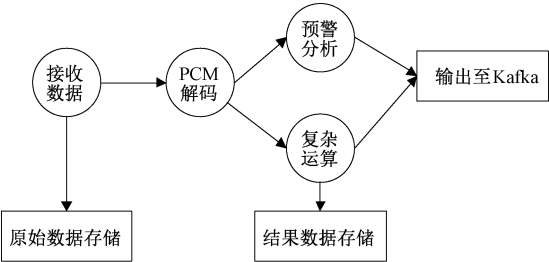 接收
数据
PCM
解码
预警
分析
复杂
运算
输出至Kafka
原始数据存储
结果数据存储